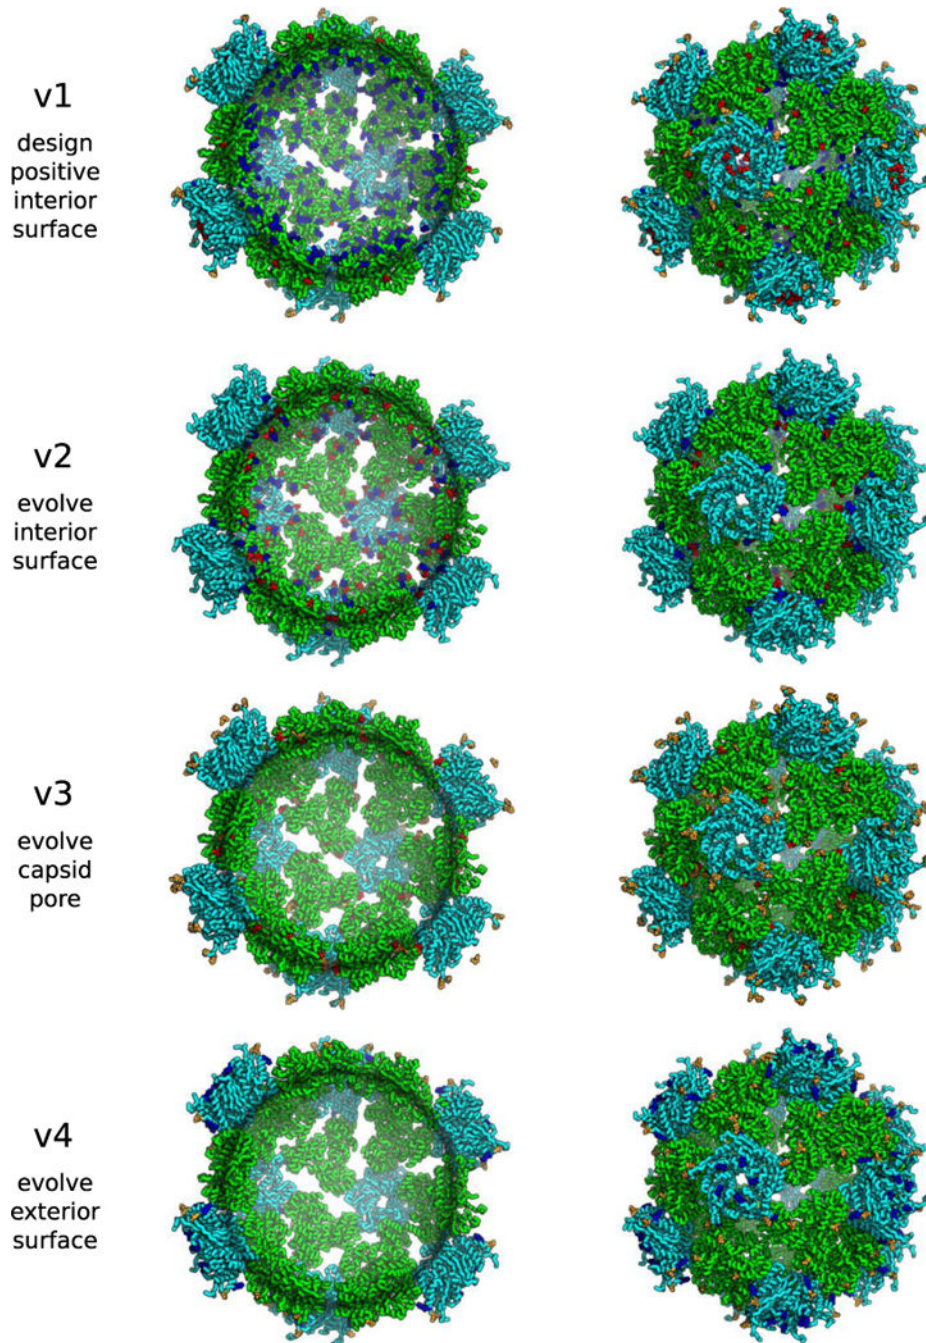 v1
design
positive
interior
surface
v2
evolve
interior
surface
v3
evolve
capsid
pore
v4
evolve
exterior
surface